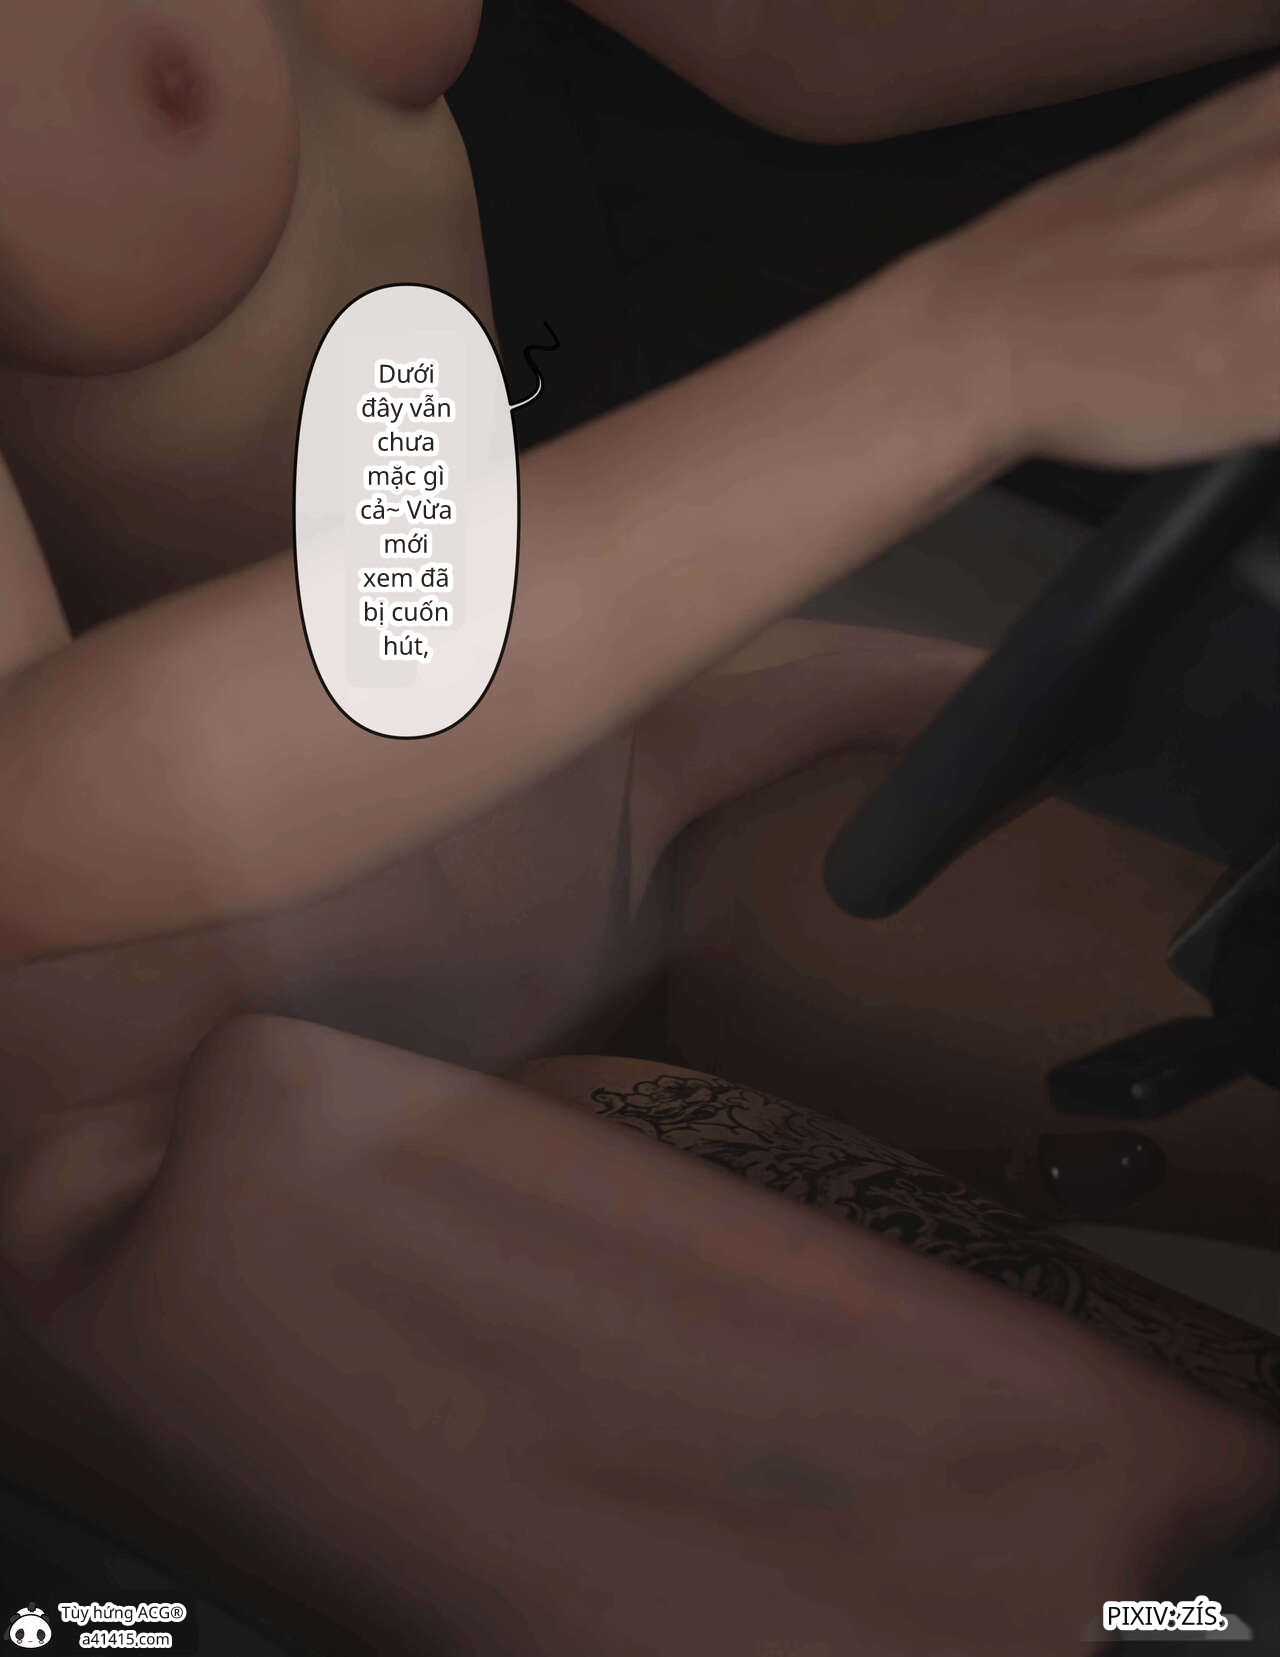 Dưới
đây vẫn
chưa
mặc gì
cả~ Vừa
mới
xem đã
bị cuốn
hút,
Tùy hứng ACG®
a41415.com
PIXIV: ZÍS.